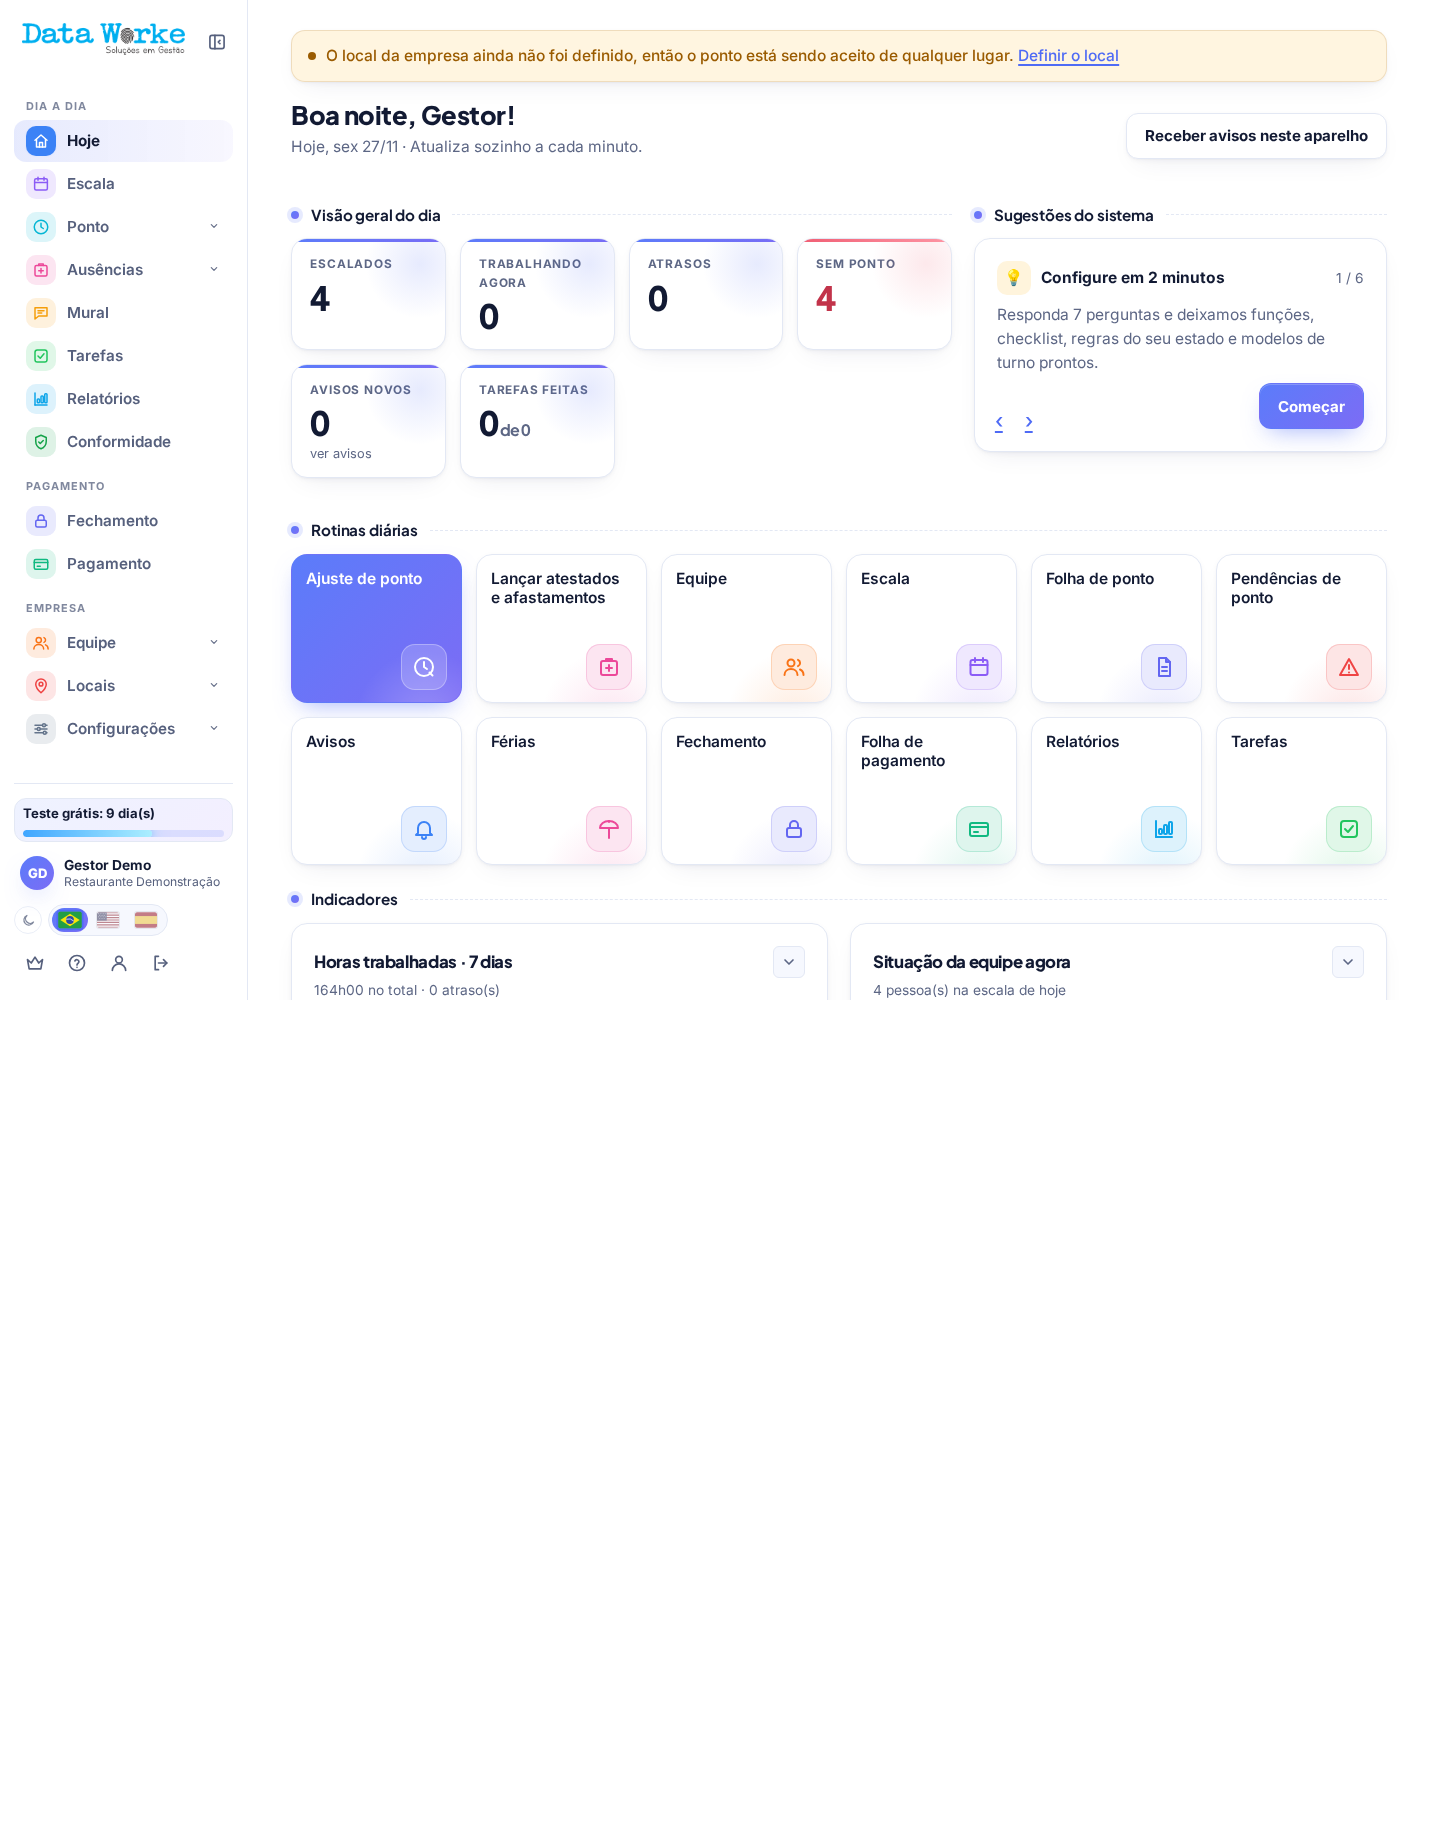 Data Worke
Soluções em Gestão
DIA A DIA
Hoje
Escala
Ponto
Ausências
Mural
Tarefas
Relatórios
Conformidade
PAGAMENTO
Fechamento
Pagamento
EMPRESA
Equipe
Locais
Configurações
Teste grátis: 9 dia(s)
GD
Gestor Demo
Restaurante Demonstração
O local da empresa ainda não foi definido, então o ponto está sendo aceito de qualquer lugar. Definir o local
Boa noite, Gestor!
Hoje, sex 27/11 · Atualiza sozinho a cada minuto.
Receber avisos neste aparelho
Visão geral do dia
ESCALADOS
4
TRABALHANDO
AGORA
0
ATRASOS
0
SEM PONTO
4
AVISOS NOVOS
0
ver avisos
TAREFAS FEITAS
0 de 0
Sugestões do sistema
Configure em 2 minutos
1 / 6
Responda 7 perguntas e deixamos funções,
checklist, regras do seu estado e modelos de
turno prontos.
‹ ›
Começar
Rotinas diárias
Ajuste de ponto
Lançar atestados
e afastamentos
Equipe
Escala
Folha de ponto
Pendências de
ponto
Avisos
Férias
Fechamento
Folha de
pagamento
Relatórios
Tarefas
Indicadores
Horas trabalhadas · 7 dias
164h00 no total · 0 atraso(s)
Situação da equipe agora
4 pessoa(s) na escala de hoje